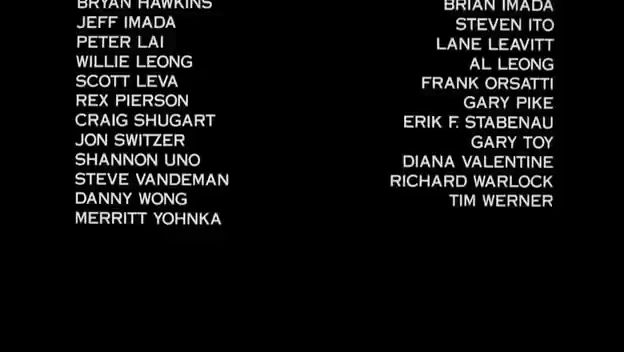 BRYAN HAWKINS BRIAN IMADA
JEFF IMADA STEVEN ITO
PETER LAI LANE LEAVITT
WILLIE LEONG AL LEONG
SCOTT LEVA FRANK ORSATTI
REX PIERSON GARY PIKE
CRAIG SHUGART ERIK F. STABENAU
JON SWITZER GARY TOY
SHANNON UNO DIANA VALENTINE
STEVE VANDEMAN RICHARD WARLOCK
DANNY WONG TIM WERNER
MERRITT YOHNKA